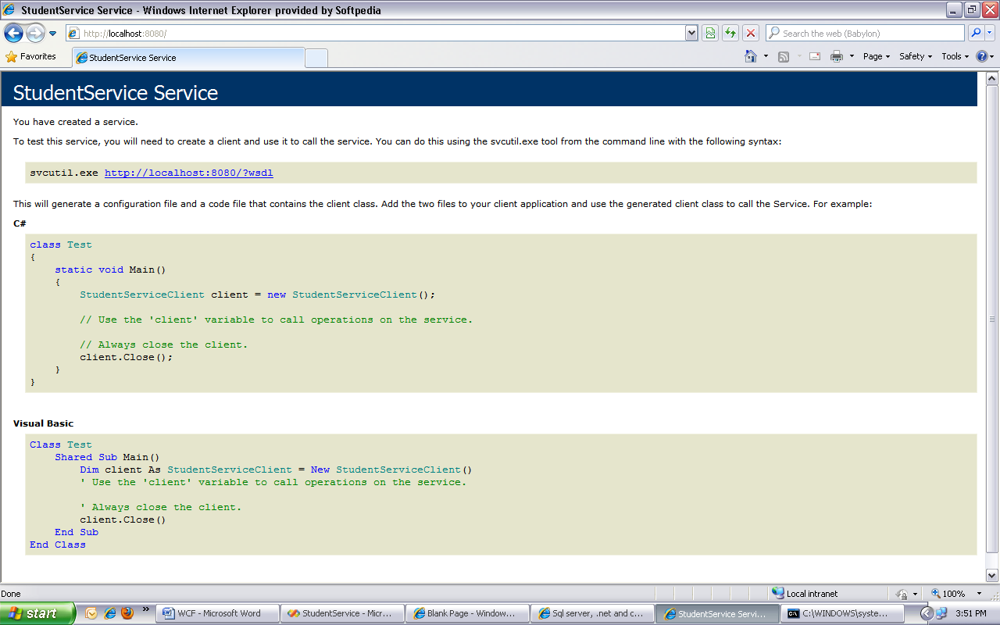 StudentService Service - Windows Internet Explorer provided by Softpedia
http://localhost:8080/
Search the web (Babylon)
Favorites
StudentService Service
Page
Safety
Tools
StudentService Service
You have created a service.
To test this service, you will need to create a client and use it to call the service. You can do this using the svcutil.exe tool from the command line with the following syntax:
svcutil.exe http://localhost:8080/?wsdl
This will generate a configuration file and a code file that contains the client class. Add the two files to your client application and use the generated client class to call the Service. For example:
C#
class Test
{
    static void Main()
    {
        StudentServiceClient client = new StudentServiceClient();
        // Use the 'client' variable to call operations on the service.
        // Always close the client.
        client.Close();
    }
}
Visual Basic
Class Test
    Shared Sub Main()
        Dim client As StudentServiceClient = New StudentServiceClient()
        ' Use the 'client' variable to call operations on the service.
        ' Always close the client.
        client.Close()
    End Sub
End Class
Done
Local intranet
100%
start
WCF - Microsoft Word
StudentService - Micr...
Blank Page - Window...
Sql server, .net and c...
StudentService Servi...
C:\WINDOWS\syste...
3:51 PM